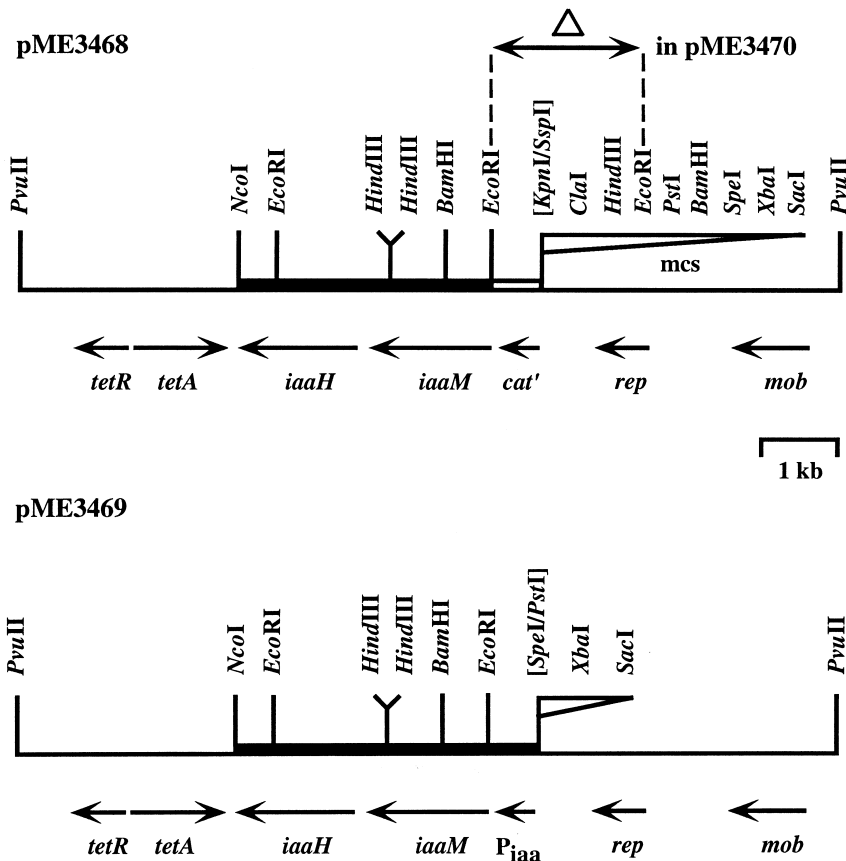 pME3468
△
in pME3470
PvuII
NcoI
EcoRI
HindIII
HindIII
BamHI
EcoRI
[KpnI/SspI]
ClaI
HindIII
EcoRI
PstI
BamHI
SpeI
XbaI
SacI
PvuII
mcs
tetR tetA iaaH iaaM cat' rep mob
1 kb
pME3469
PvuII
NcoI
EcoRI
HindIII
HindIII
BamHI
EcoRI
[SpeI/PstI]
XbaI
SacI
PvuII
tetR tetA iaaH iaaM Piaa rep mob